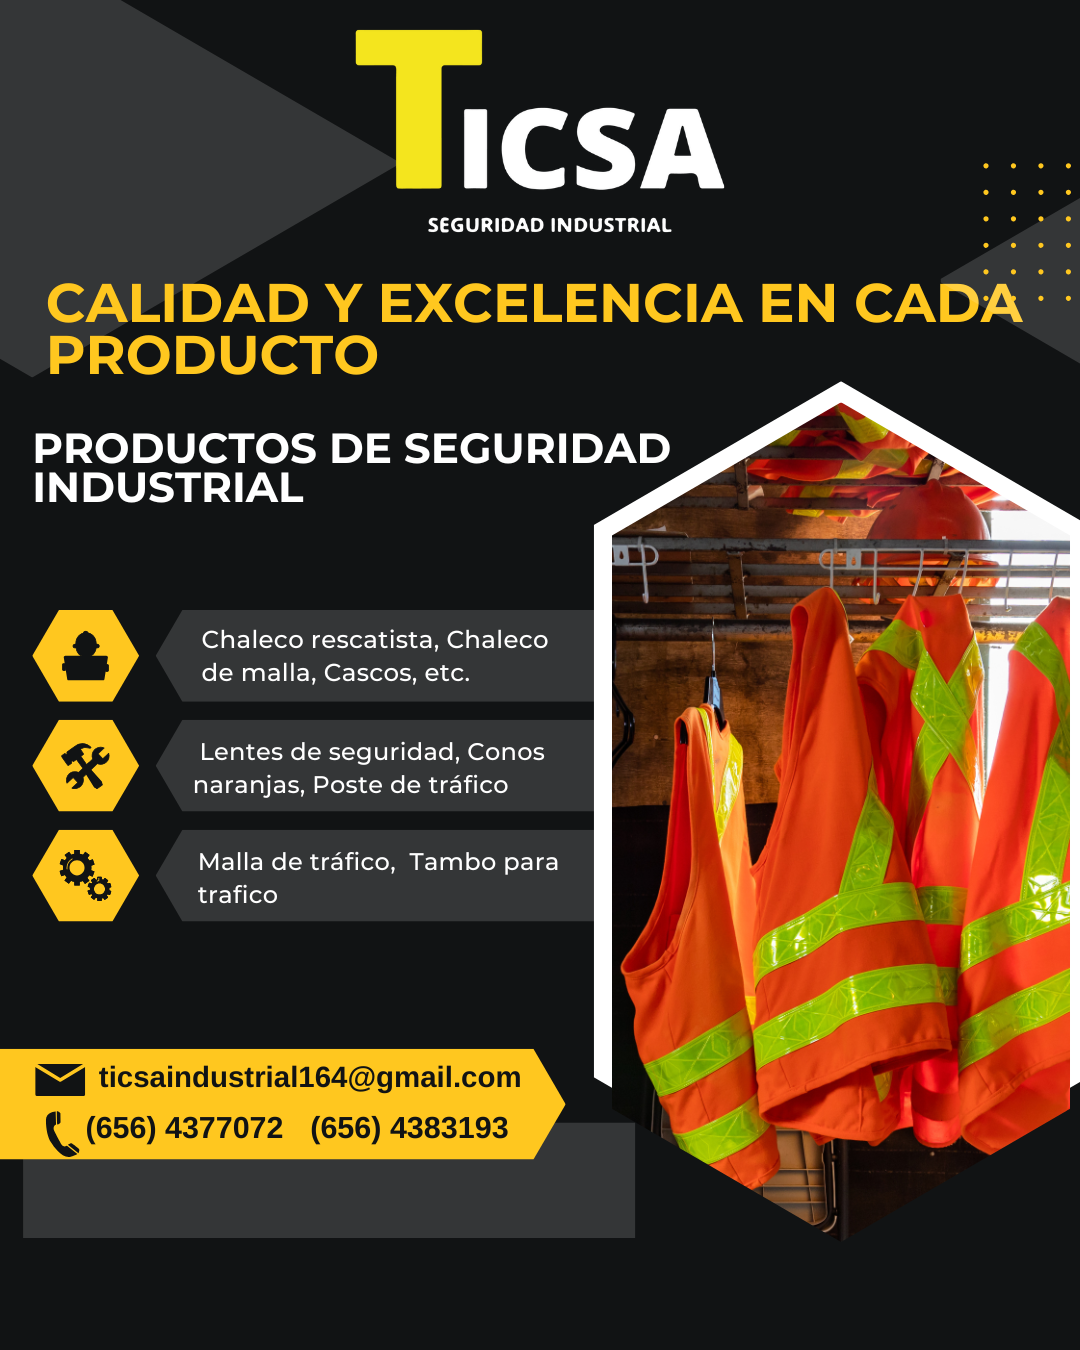 TICSA
SEGURIDAD INDUSTRIAL
CALIDAD Y EXCELENCIA EN CADA
PRODUCTO
PRODUCTOS DE SEGURIDAD
INDUSTRIAL
Chaleco rescatista, Chaleco
de malla, Cascos, etc.
Lentes de seguridad, Conos
naranjas, Poste de tráfico
Malla de tráfico, Tambo para
trafico
ticsaindustrial164@gmail.com
(656) 4377072 (656) 4383193